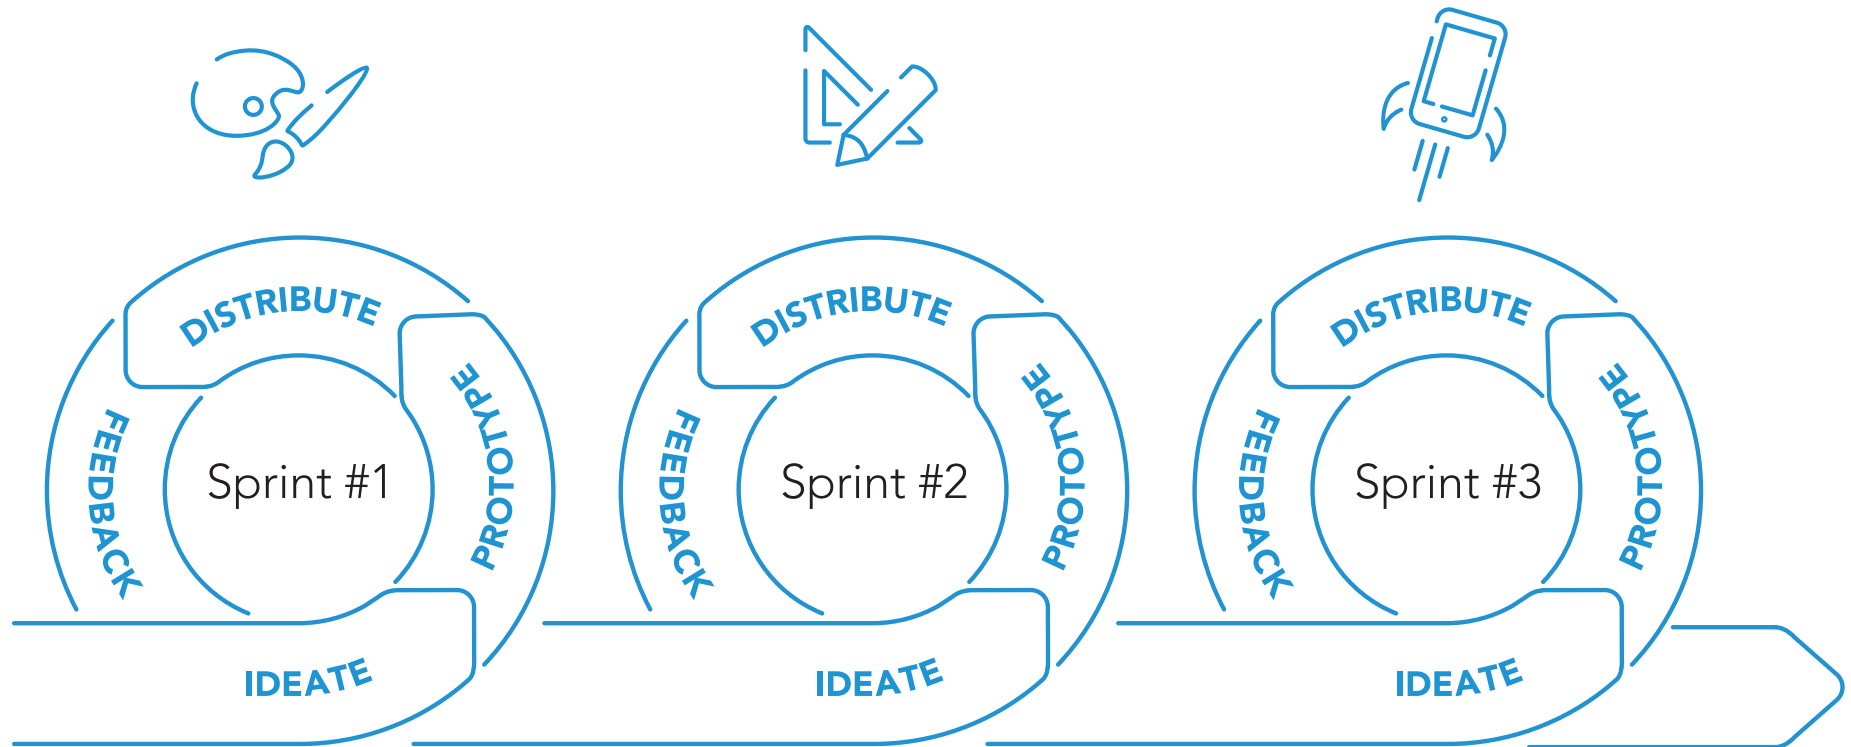 DISTRIBUTE
PROTOTYPE
FEEDBACK
Sprint #1
IDEATE
DISTRIBUTE
PROTOTYPE
FEEDBACK
Sprint #2
IDEATE
DISTRIBUTE
PROTOTYPE
FEEDBACK
Sprint #3
IDEATE